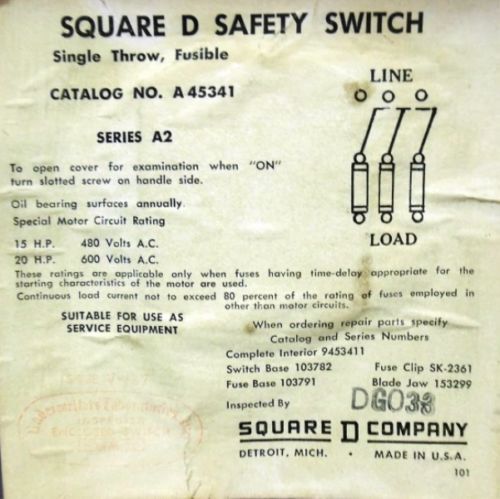 SQUARE D SAFETY SWITCH
Single Throw, Fusible
CATALOG NO. A 45341
SERIES A2
LINE
LOAD
To open cover for examination when "ON"
turn slotted screw on handle side.
Oil bearing surfaces annually.
Special Motor Circuit Rating
15 H.P. 480 Volts A.C.
20 H.P. 600 Volts A.C.
These ratings are applicable only when fuses having time-delay appropriate for the
starting characteristics of the motor are used.
Continuous load current not to exceed 80 percent of the rating of fuses employed in
other than motor circuits.
SUITABLE FOR USE AS
SERVICE EQUIPMENT
When ordering repair parts specify
Catalog and Series Numbers
Complete Interior 9453411
Switch Base 103782 Fuse Clip SK-2361
Fuse Base 103791 Blade Jaw 153299
Inspected By
Underwriters' Laboratories, Inc.
INSPECTED
SQUARE D COMPANY
DETROIT, MICH. • MADE IN U.S.A.
101